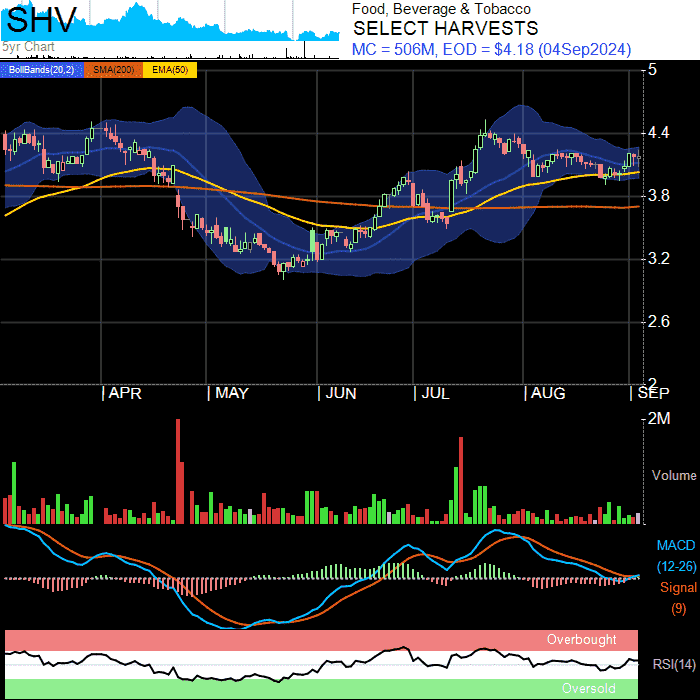 SHV
5yr Chart
Food, Beverage & Tobacco
SELECT HARVESTS
MC = 506M, EOD = $4.18 (04Sep2024)
BollBands(20,2) SMA(200) EMA(50)
5
4.4
3.8
3.2
2.6
2
APR MAY JUN JUL AUG SEP
2M
Volume
MACD
(12-26)
Signal
(9)
Overbought
RSI(14)
Oversold